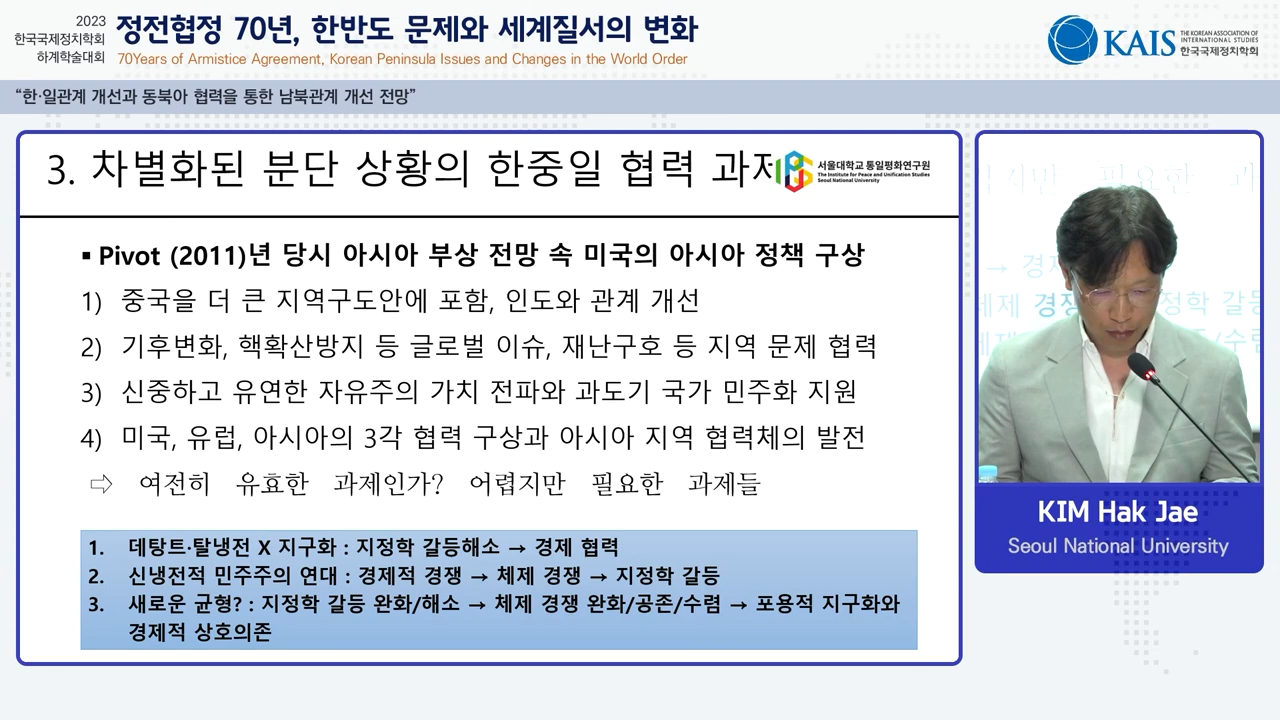 2023
한국국제정치학회
하계학술대회
정전협정 70년, 한반도 문제와 세계질서의 변화
70Years of Armistice Agreement, Korean Peninsula Issues and Changes in the World Order
KAIS
THE KOREAN ASSOCIATION OF
INTERNATIONAL STUDIES
한국국제정치학회
“한·일관계 개선과 동북아 협력을 통한 남북관계 개선 전망”
3. 차별화된 분단 상황의 한중일 협력 과제
서울대학교 통일평화연구원
The Institute for Peace and Unification Studies
Seoul National University
▪ Pivot (2011)년 당시 아시아 부상 전망 속 미국의 아시아 정책 구상
1) 중국을 더 큰 지역구도안에 포함, 인도와 관계 개선
2) 기후변화, 핵확산방지 등 글로벌 이슈, 재난구호 등 지역 문제 협력
3) 신중하고 유연한 자유주의 가치 전파와 과도기 국가 민주화 지원
4) 미국, 유럽, 아시아의 3각 협력 구상과 아시아 지역 협력체의 발전
⇨ 여전히 유효한 과제인가? 어렵지만 필요한 과제들
1. 데탕트·탈냉전 X 지구화 : 지정학 갈등해소 → 경제 협력
2. 신냉전적 민주주의 연대 : 경제적 경쟁 → 체제 경쟁 → 지정학 갈등
3. 새로운 균형? : 지정학 갈등 완화/해소 → 체제 경쟁 완화/공존/수렴 → 포용적 지구화와
경제적 상호의존
KIM Hak Jae
Seoul National University